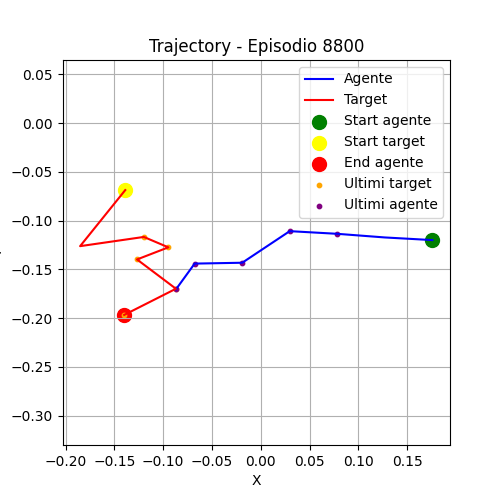 Trajectory - Episodio 8800
Agente
Target
Start agente
Start target
End agente
Ultimi target
Ultimi agente
0.05
0.00
−0.05
−0.10
−0.15
−0.20
−0.25
−0.30
−0.20 −0.15 −0.10 −0.05 0.00 0.05 0.10 0.15
X